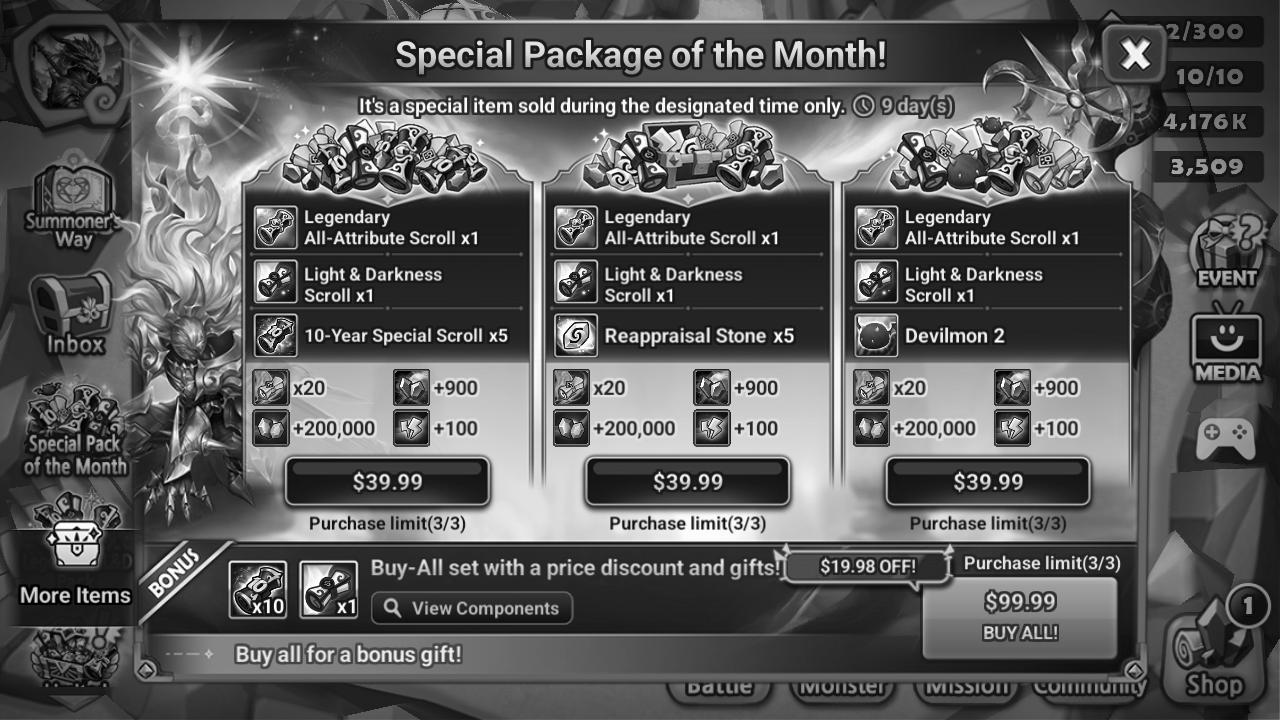 Special Package of the Month!
It's a special item sold during the designated time only. 9 day(s)
2/300
10/10
4,176K
3,509
Summoner's
Way
Inbox
Special Pack
of the Month
More Items
EVENT
MEDIA
Legendary
All-Attribute Scroll x1
Light & Darkness
Scroll x1
10-Year Special Scroll x5
x20 +900
+200,000 +100
$39.99
Purchase limit(3/3)
Legendary
All-Attribute Scroll x1
Light & Darkness
Scroll x1
Reappraisal Stone x5
x20 +900
+200,000 +100
$39.99
Purchase limit(3/3)
Legendary
All-Attribute Scroll x1
Light & Darkness
Scroll x1
Devilmon 2
x20 +900
+200,000 +100
$39.99
Purchase limit(3/3)
BONUS
x10 x1
Buy-All set with a price discount and gifts!
View Components
$19.98 OFF!
Purchase limit(3/3)
$99.99
BUY ALL!
Buy all for a bonus gift!
1
Battle Monster Mission Community Shop